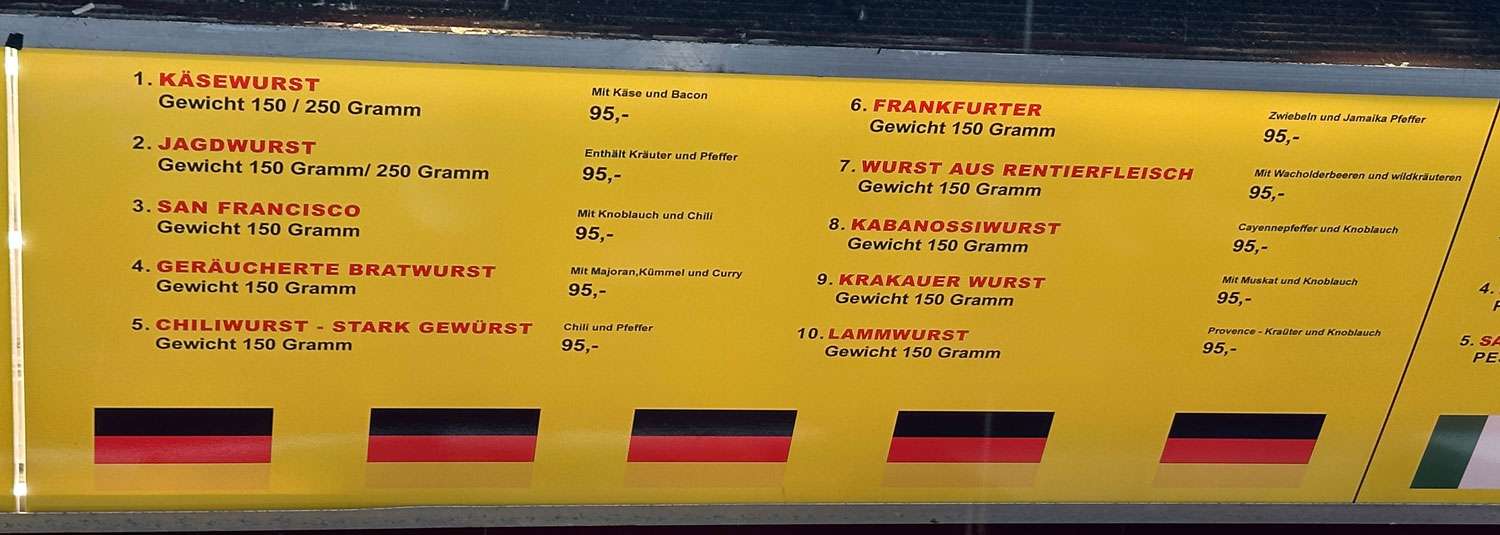 1. KÄSEWURST
Gewicht 150 / 250 Gramm
Mit Käse und Bacon
95,-
2. JAGDWURST
Gewicht 150 Gramm/ 250 Gramm
Enthält Kräuter und Pfeffer
95,-
3. SAN FRANCISCO
Gewicht 150 Gramm
Mit Knoblauch und Chili
95,-
4. GERÄUCHERTE BRATWURST
Gewicht 150 Gramm
Mit Majoran,Kümmel und Curry
95,-
5. CHILIWURST - STARK GEWÜRST
Gewicht 150 Gramm
Chili und Pfeffer
95,-
6. FRANKFURTER
Gewicht 150 Gramm
Zwiebeln und Jamaika Pfeffer
95,-
7. WURST AUS RENTIERFLEISCH
Gewicht 150 Gramm
Mit Wacholderbeeren und wildkräuteren
95,-
8. KABANOSSIWURST
Gewicht 150 Gramm
Cayennepfeffer und Knoblauch
95,-
9. KRAKAUER WURST
Gewicht 150 Gramm
Mit Muskat und Knoblauch
95,-
10. LAMMWURST
Gewicht 150 Gramm
Provence - Kraüter und Knoblauch
95,-
4.
5. SA
PE